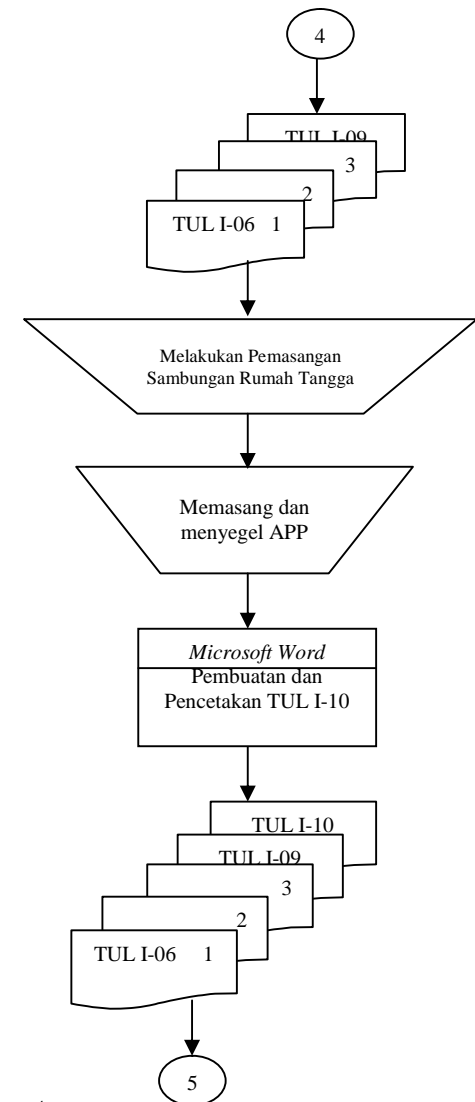 4
TUL I-09
3
2
TUL I-06 1
Melakukan Pemasangan
Sambungan Rumah Tangga
Memasang dan
menyegel APP
Microsoft Word
Pembuatan dan
Pencetakan TUL I-10
TUL I-10
TUL I-09
3
2
TUL I-06 1
5